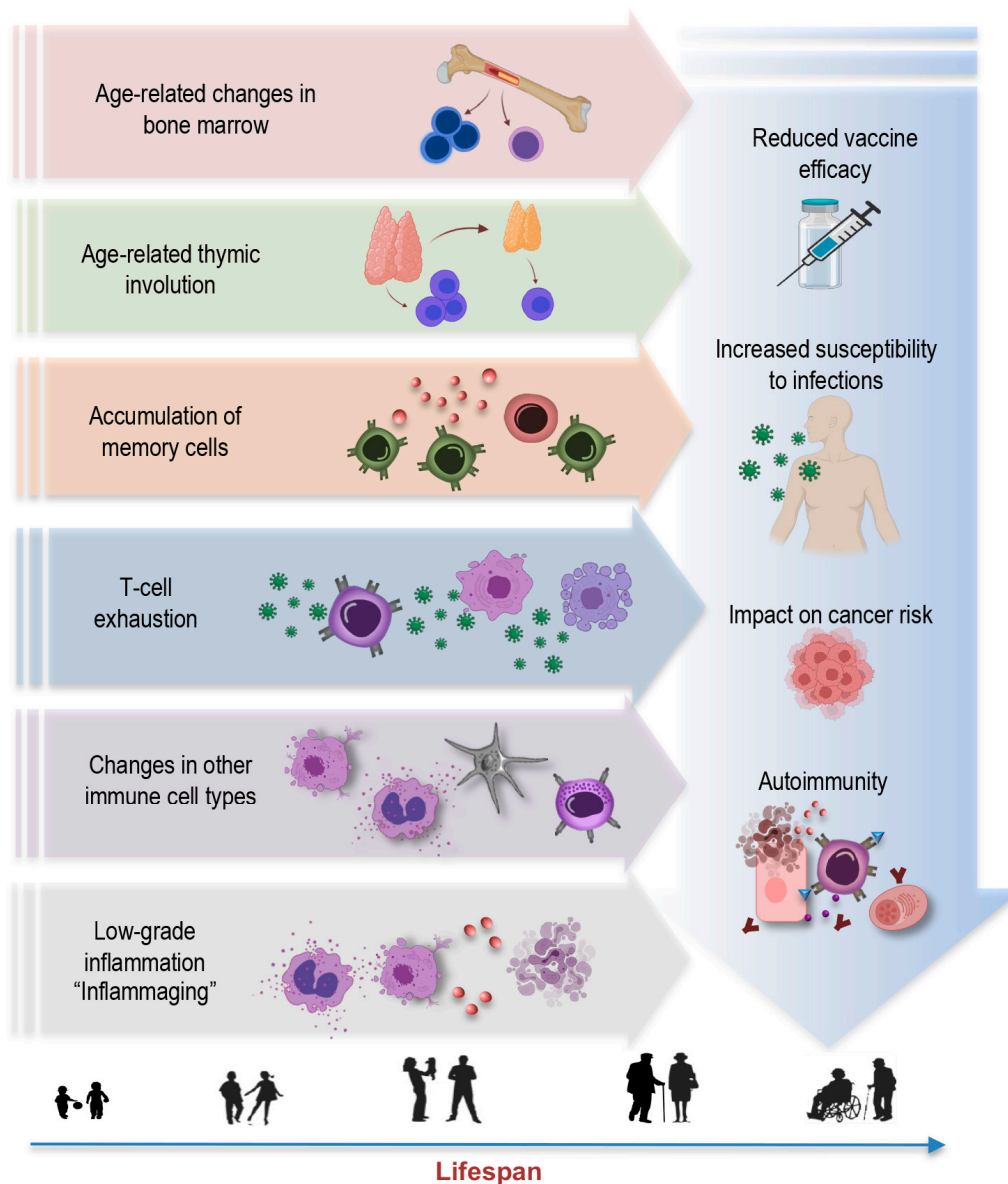 Age-related changes in
bone marrow
Age-related thymic
involution
Accumulation of
memory cells
T-cell
exhaustion
Changes in other
immune cell types
Low-grade
inflammation
“Inflammaging”
Reduced vaccine
efficacy
Increased susceptibility
to infections
Impact on cancer risk
Autoimmunity
Lifespan